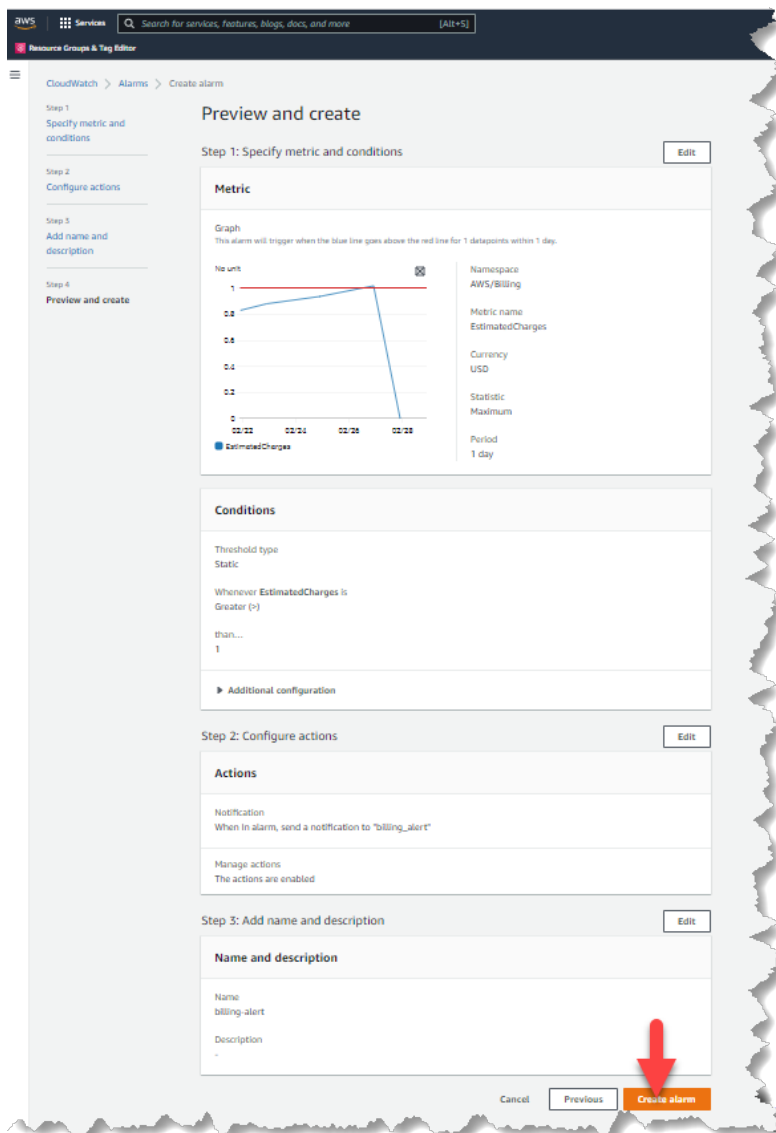 aws
Services
Search for services, features, blogs, docs, and more
[Alt+S]
Resource Groups & Tag Editor
CloudWatch > Alarms > Create alarm
Step 1
Specify metric and
conditions
Step 2
Configure actions
Step 3
Add name and
description
Step 4
Preview and create
Preview and create
Step 1: Specify metric and conditions
Edit
Metric
Graph
This alarm will trigger when the blue line goes above the red line for 1 datapoints within 1 day.
No unit
1
0.8
0.6
0.4
0.2
0
02/22 02/24 02/26 02/28
EstimatedCharges
Namespace
AWS/Billing
Metric name
EstimatedCharges
Currency
USD
Statistic
Maximum
Period
1 day
Conditions
Threshold type
Static
Whenever EstimatedCharges is
Greater (>)
than...
1
Additional configuration
Step 2: Configure actions
Edit
Actions
Notification
When in alarm, send a notification to "billing_alert"
Manage actions
The actions are enabled
Step 3: Add name and description
Edit
Name and description
Name
billing-alert
Description
-
Cancel
Previous
Create alarm